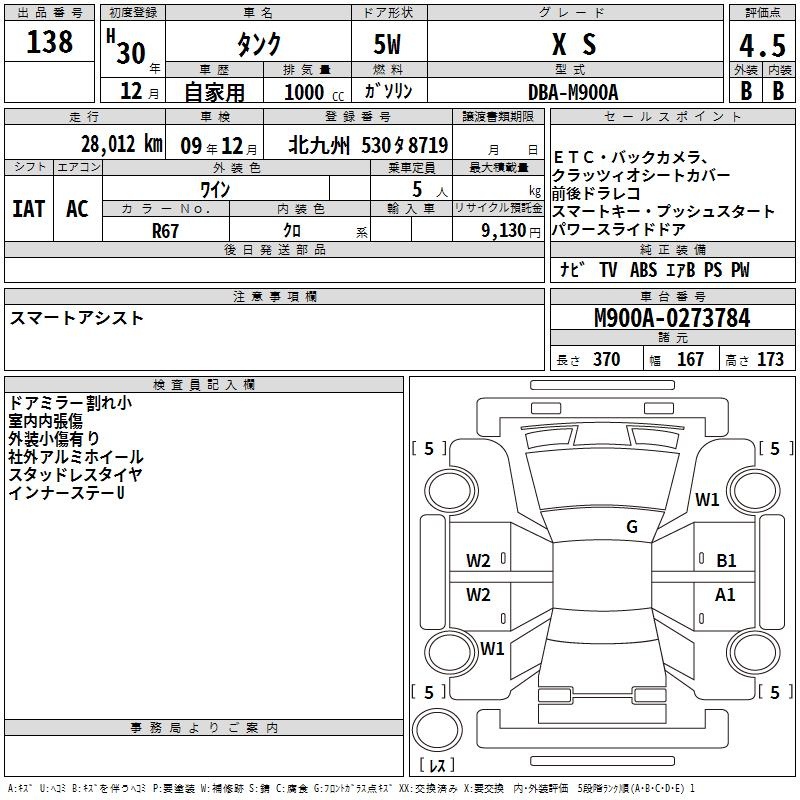 出品番号 初度登録 車名 ドア形状 グレード 評価点
138 H30年 ﾀﾝｸ 5W X S 4.5
車歴 排気量 燃料 型式 外装 内装
12月 自家用 1000 CC ｶﾞｿﾘﾝ DBA-M900A B B
走行 車検 登録番号 譲渡書類期限 セールスポイント
28,012 km 09年12月 北九州 530ﾀ8719 月 日
シフト エアコン 外装色 乗車定員 最大積載量
IAT AC ﾜｲﾝ 5 人 kg
カラーNo. 内装色 輸入車 リサイクル預託金
R67 ｸﾛ 系 9,130円
ETC・バックカメラ、
クラッツィオシートカバー
前後ドラレコ
スマートキー・プッシュスタート
パワースライドドア
後日発送部品 純正装備
ﾅﾋﾞ TV ABS ｴｱB PS PW
注意事項欄 車台番号
スマートアシスト M900A-0273784
諸元
長さ 370 幅 167 高さ 173
検査員記入欄
ドアミラー割れ小
室内内張傷
外装小傷有り
社外アルミホイール
スタッドレスタイヤ
インナーステーU
[ 5 ] [ 5 ]
W1
G
W2 B1
W2 A1
W1
[ 5 ] [ 5 ]
[ ﾚｽ ]
事務局よりご案内
A:ｷｽﾞ U:ﾍｺﾐ B:ｷｽﾞを伴うﾍｺﾐ P:要塗装 W:補修跡 S:錆 C:腐食 G:ﾌﾛﾝﾄｶﾞﾗｽ点ｷｽﾞ XX:交換済み X:要交換 内・外装評価 5段階ﾗﾝｸ順(A・B・C・D・E) 1